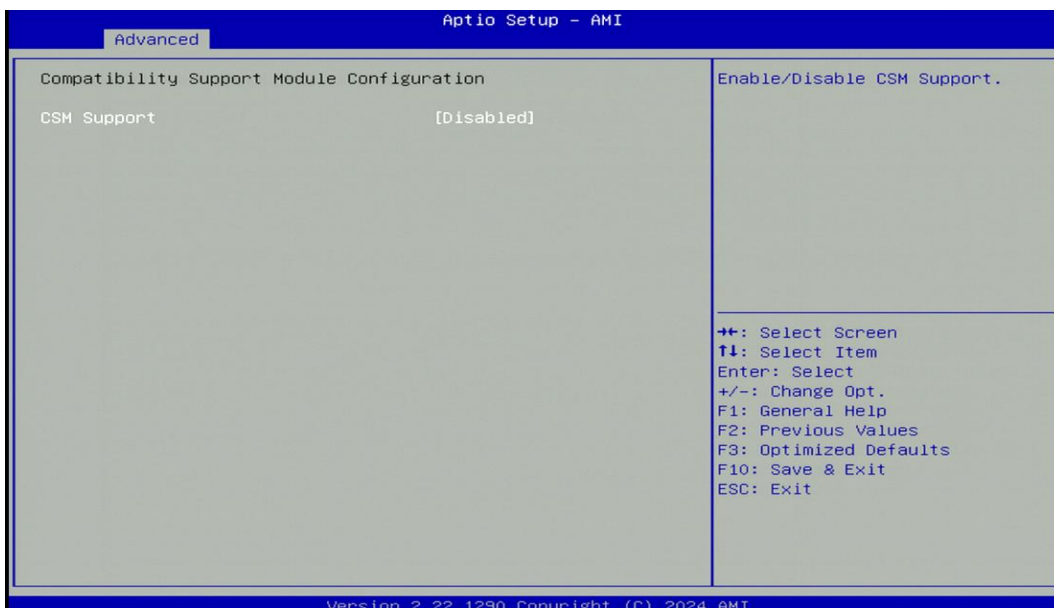 Aptio Setup – AMI
Advanced
Compatibility Support Module Configuration
CSM Support [Disabled]
Enable/Disable CSM Support.
→←: Select Screen
↑↓: Select Item
Enter: Select
+/-: Change Opt.
F1: General Help
F2: Previous Values
F3: Optimized Defaults
F10: Save & Exit
ESC: Exit
Version 2.22.1290 Copyright (C) 2024 AMI